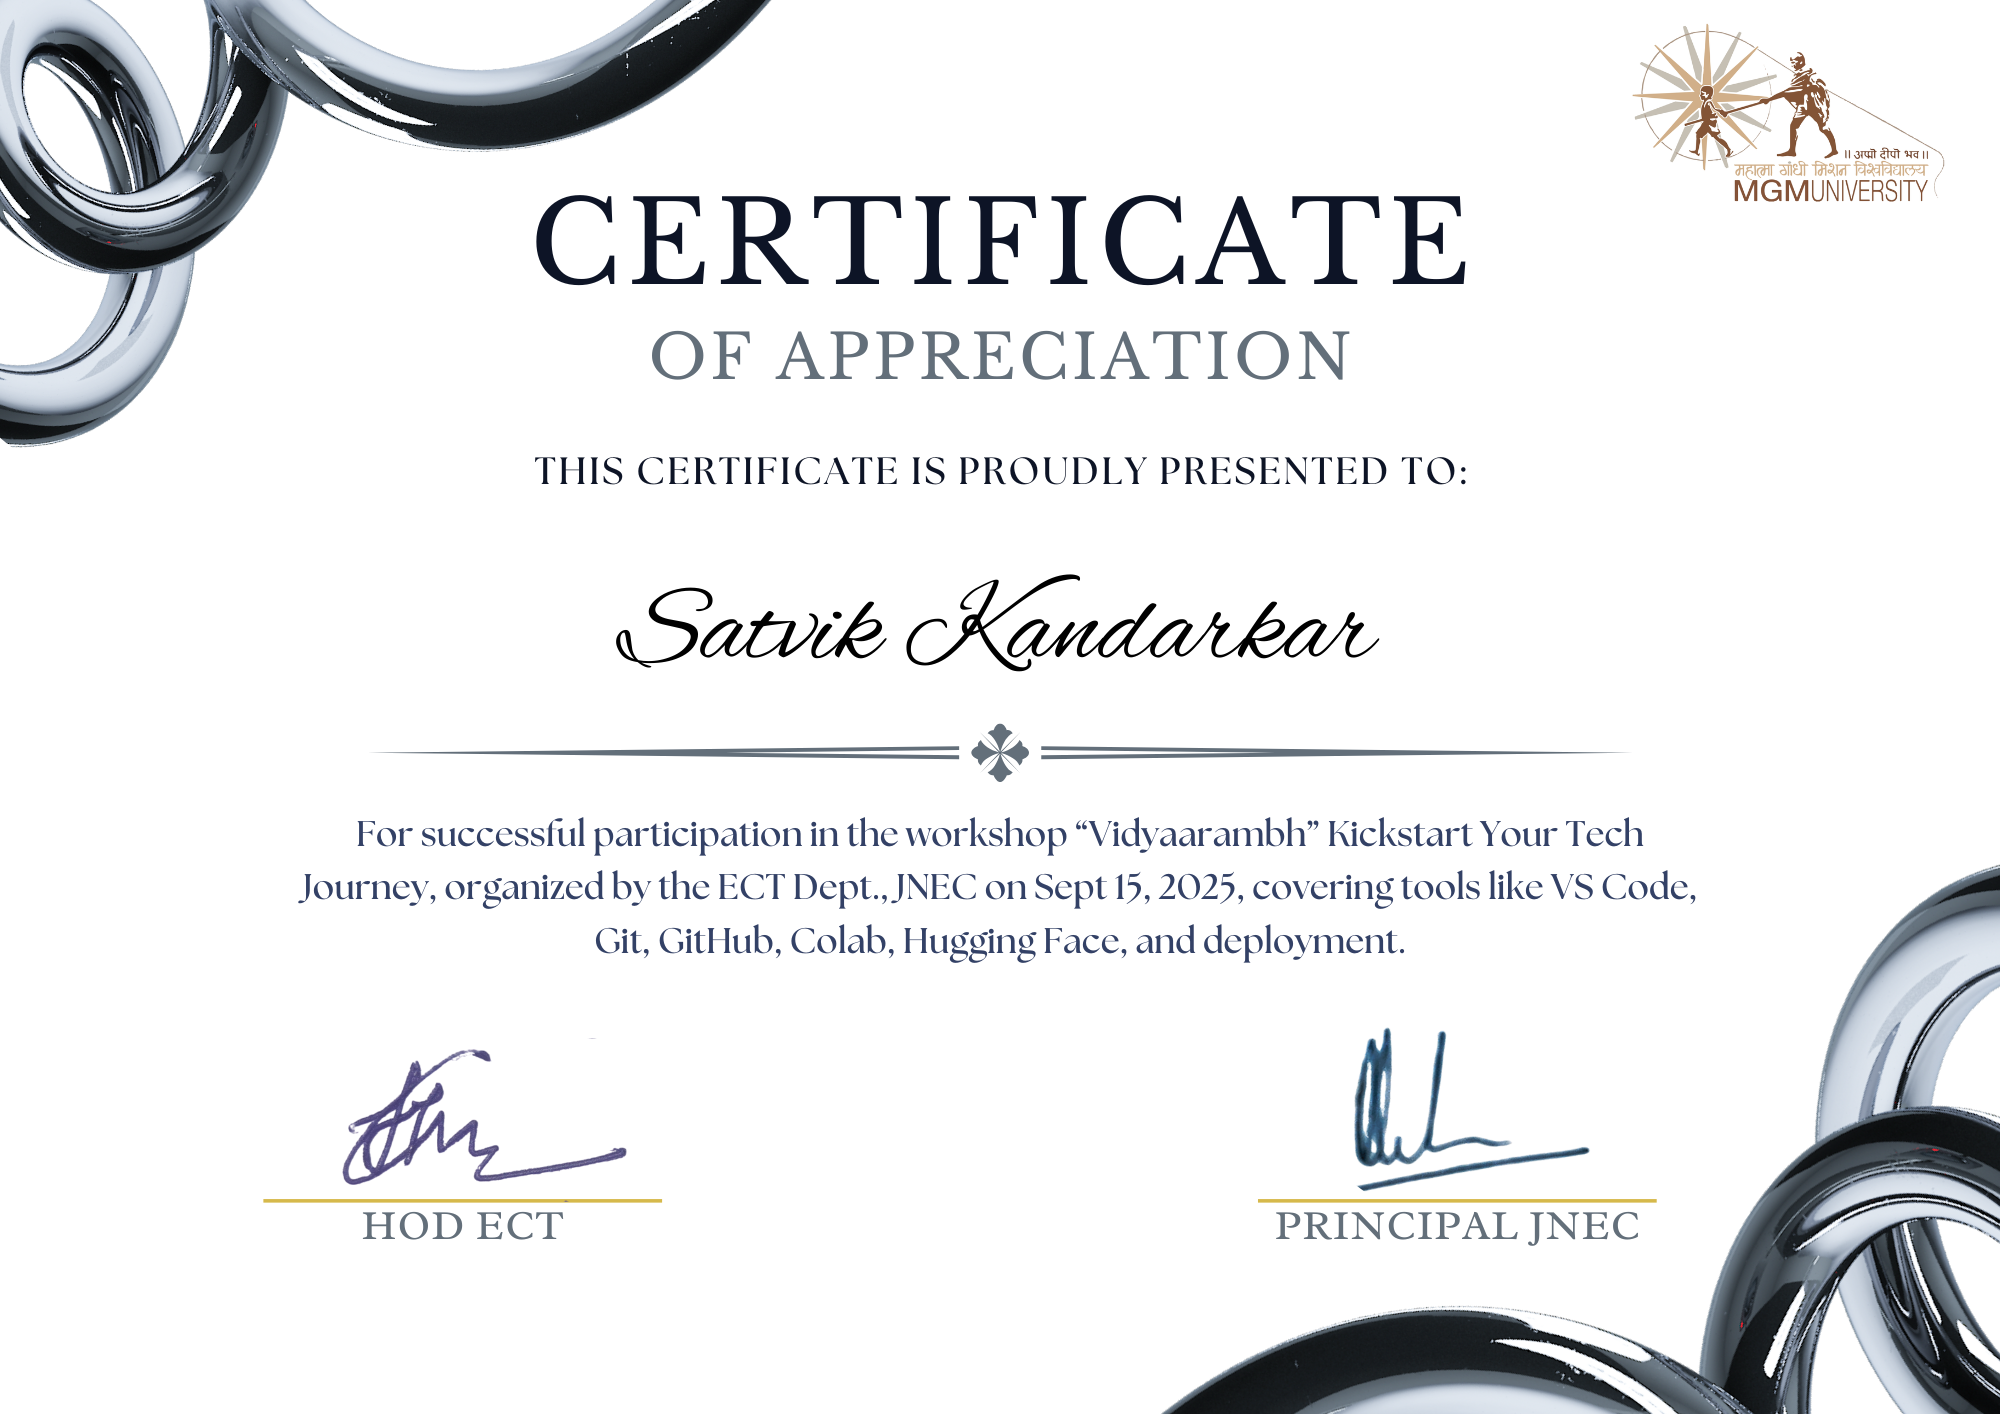 || अप्पो दीपो भव ||
महात्मा गांधी मिशन विश्वविद्यालय
MGMUNIVERSITY
CERTIFICATE
OF APPRECIATION
THIS CERTIFICATE IS PROUDLY PRESENTED TO:
Satvik Kandarkar
For successful participation in the workshop “Vidyaarambh” Kickstart Your Tech
Journey, organized by the ECT Dept., JNEC on Sept 15, 2025, covering tools like VS Code,
Git, GitHub, Colab, Hugging Face, and deployment.
HOD ECT
PRINCIPAL JNEC